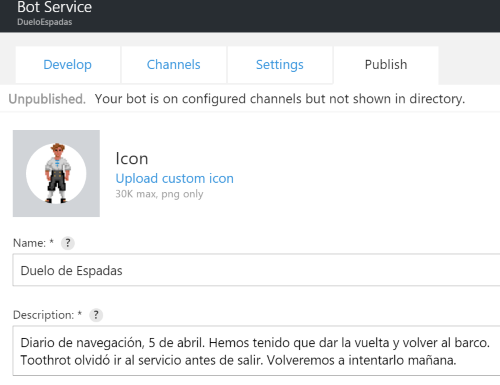 Bot Service
DueloEspadas
Develop Channels Settings Publish
Unpublished. Your bot is on configured channels but not shown in directory.
Icon
Upload custom icon
30K max, png only
Name: * ?
Duelo de Espadas
Description: * ?
Diario de navegación, 5 de abril. Hemos tenido que dar la vuelta y volver al barco.
Toothrot olvidó ir al servicio antes de salir. Volveremos a intentarlo mañana.